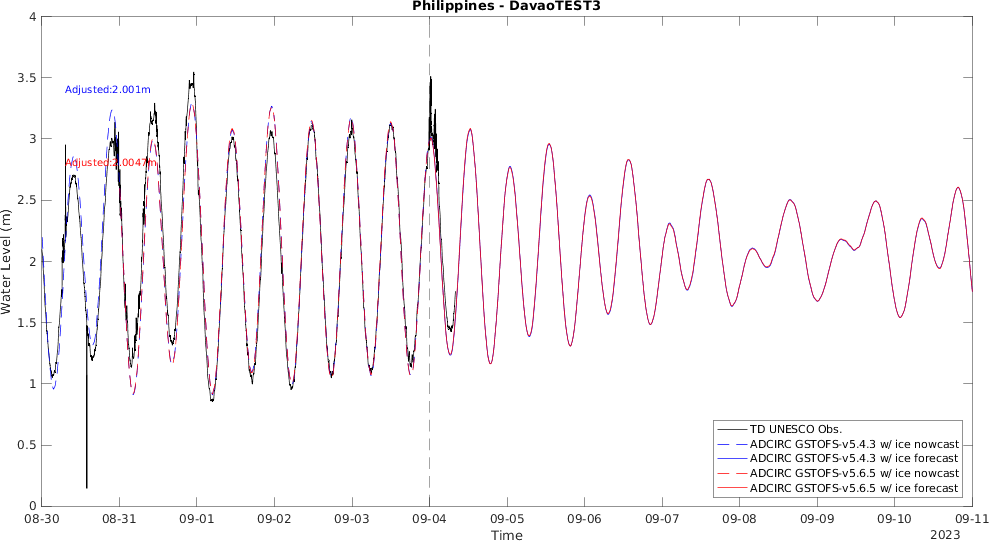 Philippines - DavaoTEST3
4
3.5
3
2.5
2
1.5
1
0.5
0
Water Level (m)
Adjusted:2.001m
Adjusted:2.0047m
TD UNESCO Obs.
ADCIRC GSTOFS-v5.4.3 w/ ice nowcast
ADCIRC GSTOFS-v5.4.3 w/ ice forecast
ADCIRC GSTOFS-v5.6.5 w/ ice nowcast
ADCIRC GSTOFS-v5.6.5 w/ ice forecast
08-30 08-31 09-01 09-02 09-03 09-04 09-05 09-06 09-07 09-08 09-09 09-10 09-11
Time
2023